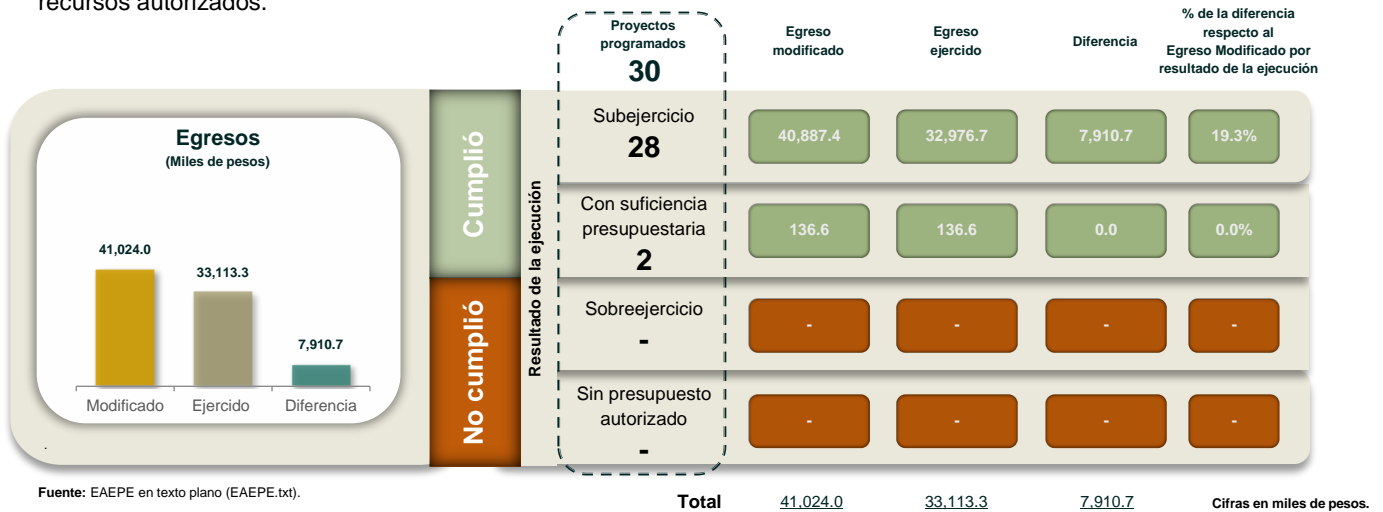 recursos autorizados.
Proyectos
programados
30
Egreso
modificado
Egreso
ejercido
Diferencia
% de la diferencia
respecto al
Egreso Modificado por
resultado de la ejecución
Egresos
(Miles de pesos)
41,024.0
33,113.3
7,910.7
Modificado
Ejercido
Diferencia
.
Cumplió
No cumplió
Resultado de la ejecución
Subejercicio
28
40,887.4
32,976.7
7,910.7
19.3%
Con suficiencia
presupuestaria
2
136.6
136.6
0.0
0.0%
Sobreejercicio
-
-
-
-
-
Sin presupuesto
autorizado
-
-
-
-
-
Fuente: EAEPE en texto plano (EAEPE.txt).
Total
41,024.0
33,113.3
7,910.7
Cifras en miles de pesos.